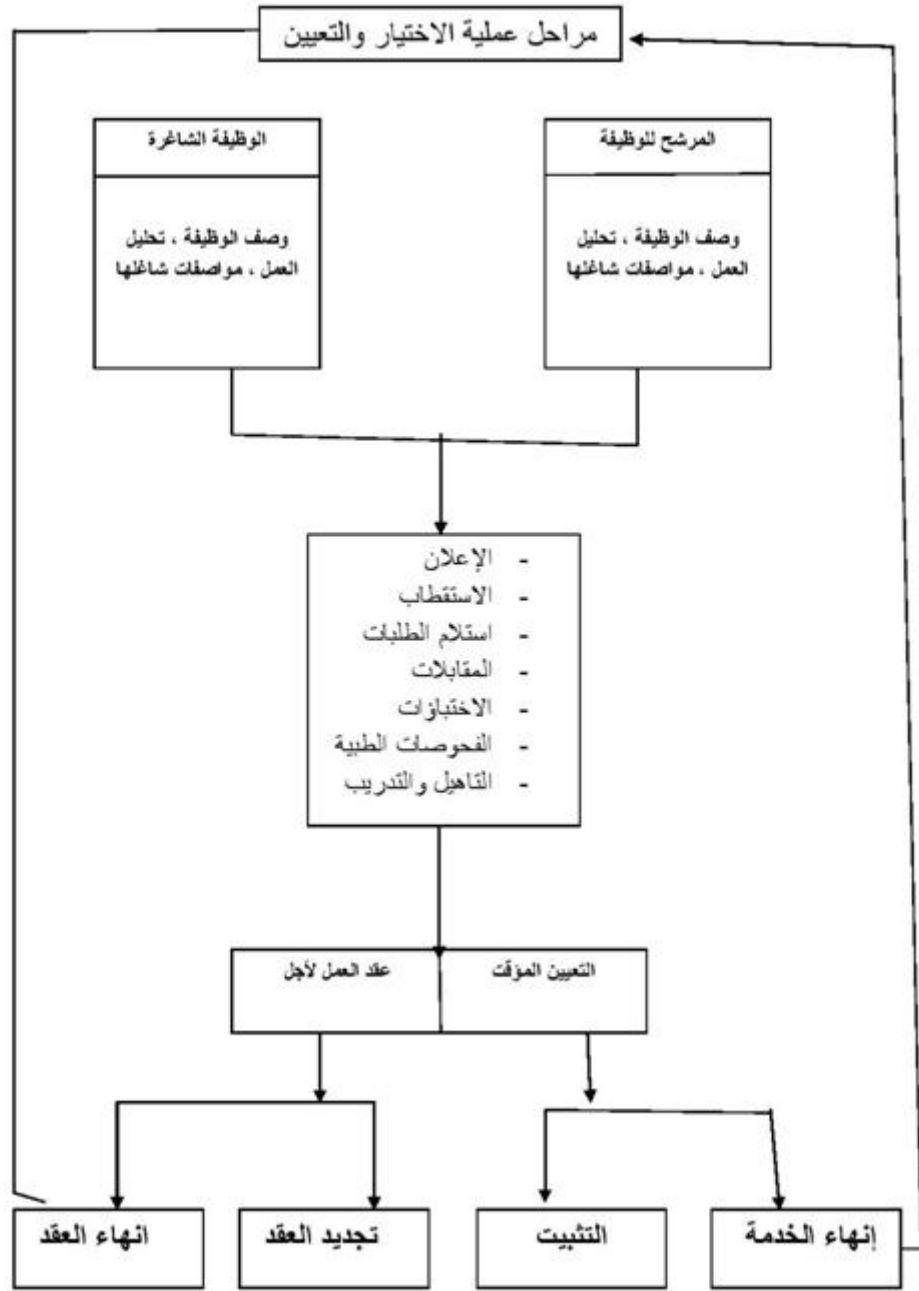 مراحل عملية الاختيار والتعيين
المرشح للوظيفة
وصف الوظيفة ، تحليل
العمل ، مواصفات شاغلها
الوظيفة الشاغرة
وصف الوظيفة ، تحليل
العمل ، مواصفات شاغلها
- الإعلان
- الاستقطاب
- استلام الطلبات
- المقابلات
- الاختباؤات
- الفحوصات الطبية
- التاهيل والتدريب
التعيين المؤقت
عقد العمل لأجل
إنهاء الخدمة
التثبيت
تجديد العقد
انهاء العقد